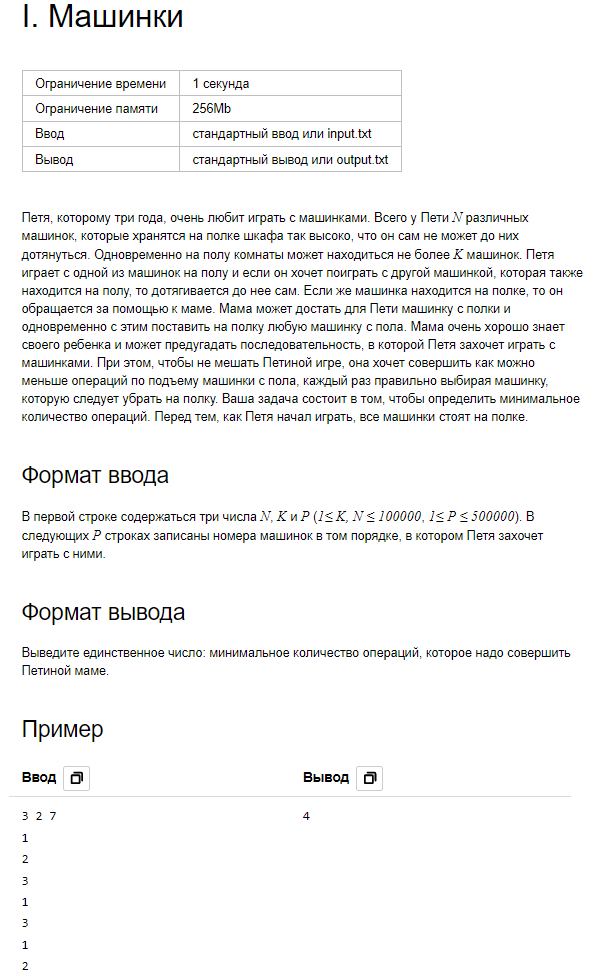 I. Машинки
Ограничение времени 1 секунда
Ограничение памяти 256Mb
Ввод стандартный ввод или input.txt
Вывод стандартный вывод или output.txt
Петя, которому три года, очень любит играть с машинками. Всего у Пети N различных
машинок, которые хранятся на полке шкафа так высоко, что он сам не может до них
дотянуться. Одновременно на полу комнаты может находиться не более K машинок. Петя
играет с одной из машинок на полу и если он хочет поиграть с другой машинкой, которая также
находится на полу, то дотягивается до нее сам. Если же машинка находится на полке, то он
обращается за помощью к маме. Мама может достать для Пети машинку с полки и
одновременно с этим поставить на полку любую машинку с пола. Мама очень хорошо знает
своего ребенка и может предугадать последовательность, в которой Петя захочет играть с
машинками. При этом, чтобы не мешать Петиной игре, она хочет совершить как можно
меньше операций по подъему машинки с пола, каждый раз правильно выбирая машинку,
которую следует убрать на полку. Ваша задача состоит в том, чтобы определить минимальное
количество операций. Перед тем, как Петя начал играть, все машинки стоят на полке.
Формат ввода
В первой строке содержаться три числа N, K и P (1≤ K, N ≤ 100000, 1≤ P ≤ 500000). В
следующих P строках записаны номера машинок в том порядке, в котором Петя захочет
играть с ними.
Формат вывода
Выведите единственное число: минимальное количество операций, которое надо совершить
Петиной маме.
Пример
Ввод Вывод
3 2 7 4
1
2
3
1
3
1
2